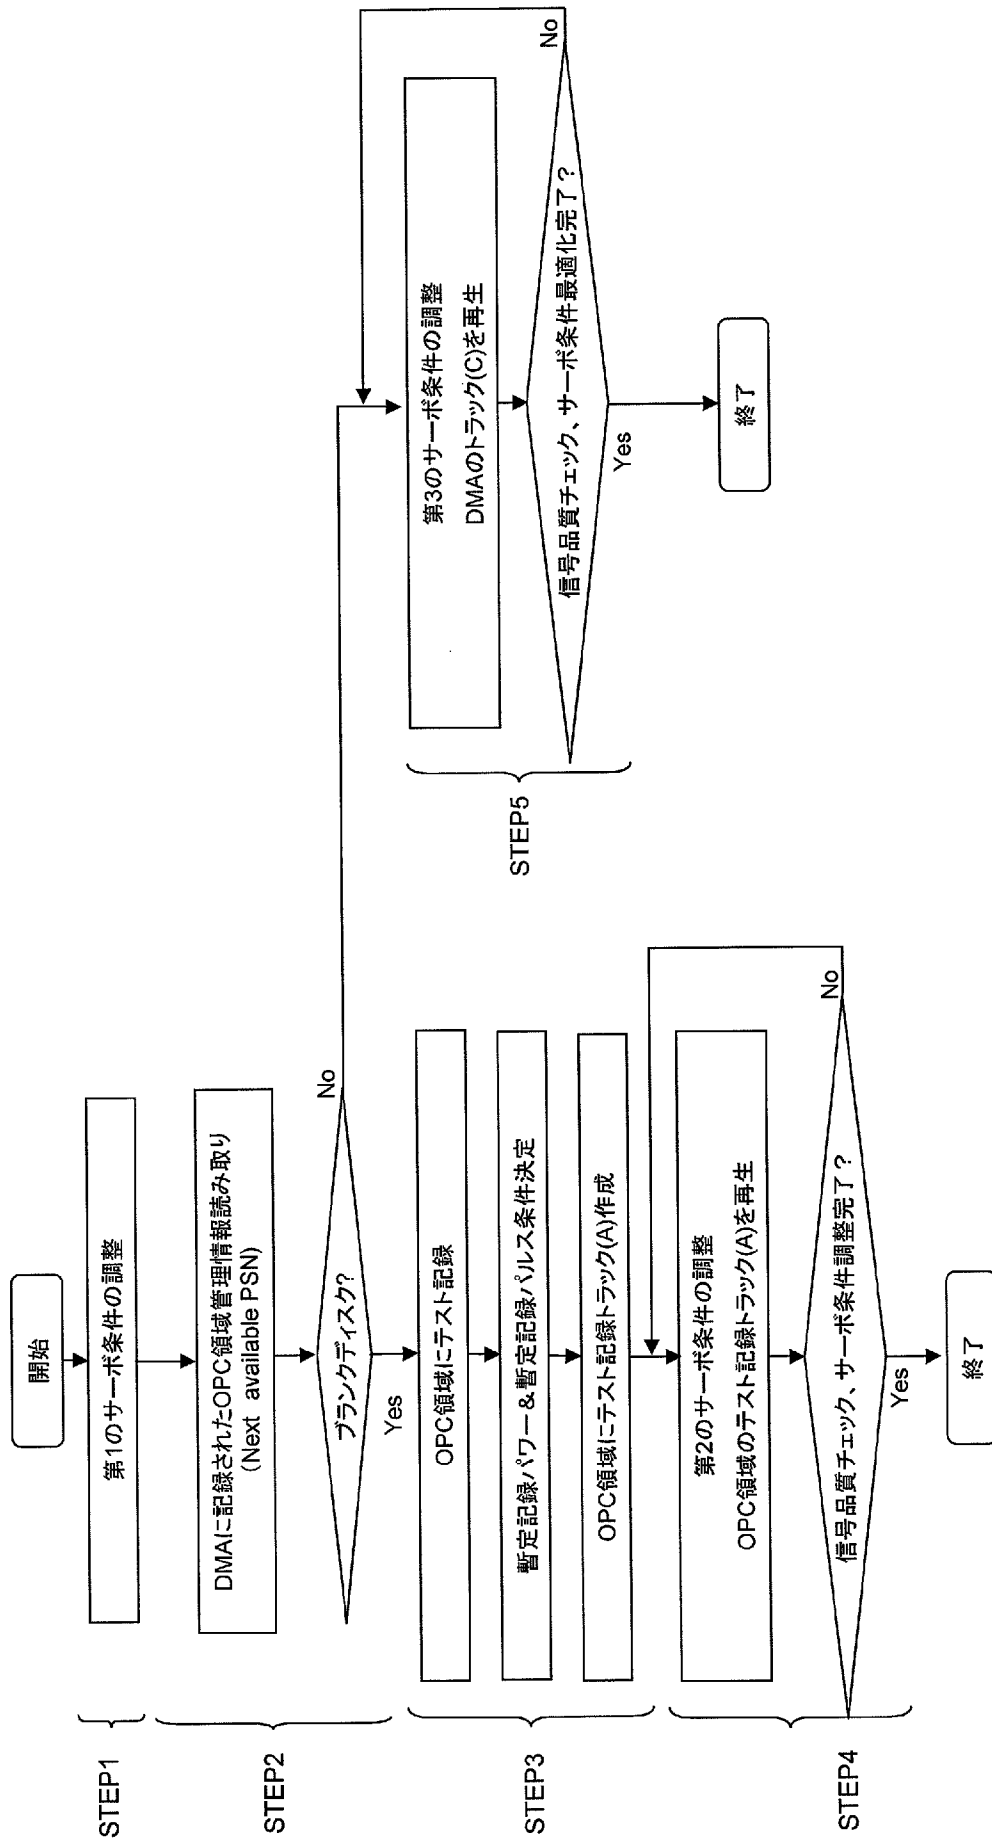 開始
STEP1
第1のサーボ条件の調整
STEP2
DMAに記録されたOPC領域管理情報読み取り
(Next available PSN)
ブランクディスク?
No
Yes
STEP3
OPC領域にテスト記録
暫定記録パワー&暫定記録パルス条件決定
OPC領域にテスト記録トラック(A)作成
STEP4
第2のサーボ条件の調整
OPC領域のテスト記録トラック(A)を再生
信号品質チェック、サーボ条件調整完了?
No
Yes
終了
STEP5
第3のサーボ条件の調整
DMAのトラック(C)を再生
信号品質チェック、サーボ条件最適化完了?
No
Yes
終了